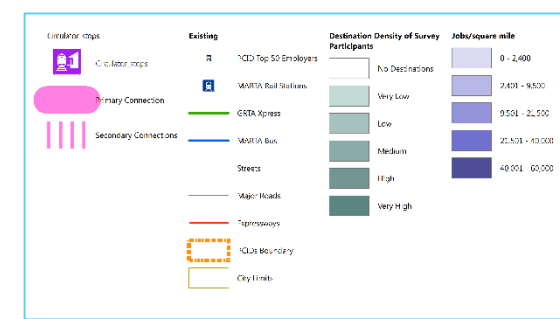 Circulator stops
Circulator stops
Primary Connection
Secondary Connections
Existing
PCID Top 50 Employers
MARTA Rail Stations
GRTA Xpress
MARTA Bus
Streets
Major Roads
Expressways
PCIDs Boundary
City Limits
Destination Density of Survey
Participants
No Destinations
Very Low
Low
Medium
High
Very High
Jobs/square mile
0 - 2,400
2,401 - 9,500
9,501 - 21,500
21,501 - 40,000
40,001 - 60,000